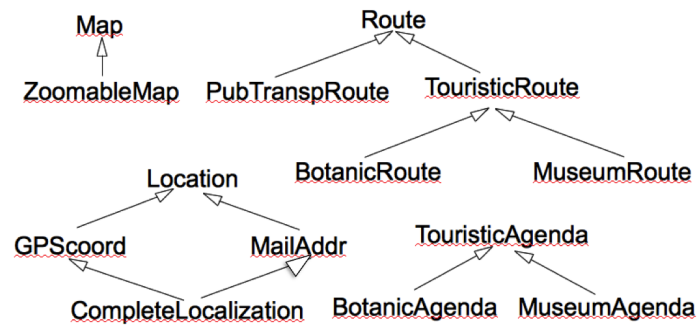 Map
Route
ZoomableMap
PubTranspRoute
TouristicRoute
BotanicRoute
MuseumRoute
Location
GPScoord
MailAddr
CompleteLocalization
TouristicAgenda
BotanicAgenda
MuseumAgenda